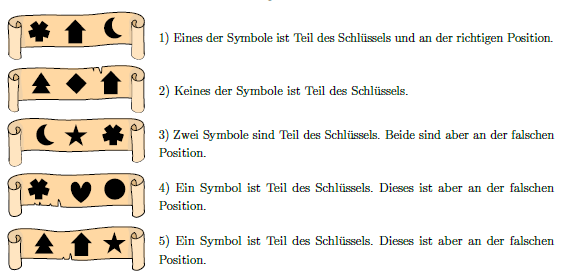 1) Eines der Symbole ist Teil des Schlüssels und an der richtigen Position.
2) Keines der Symbole ist Teil des Schlüssels.
3) Zwei Symbole sind Teil des Schlüssels. Beide sind aber an der falschen
Position.
4) Ein Symbol ist Teil des Schlüssels. Dieses ist aber an der falschen
Position.
5) Ein Symbol ist Teil des Schlüssels. Dieses ist aber an der falschen
Position.